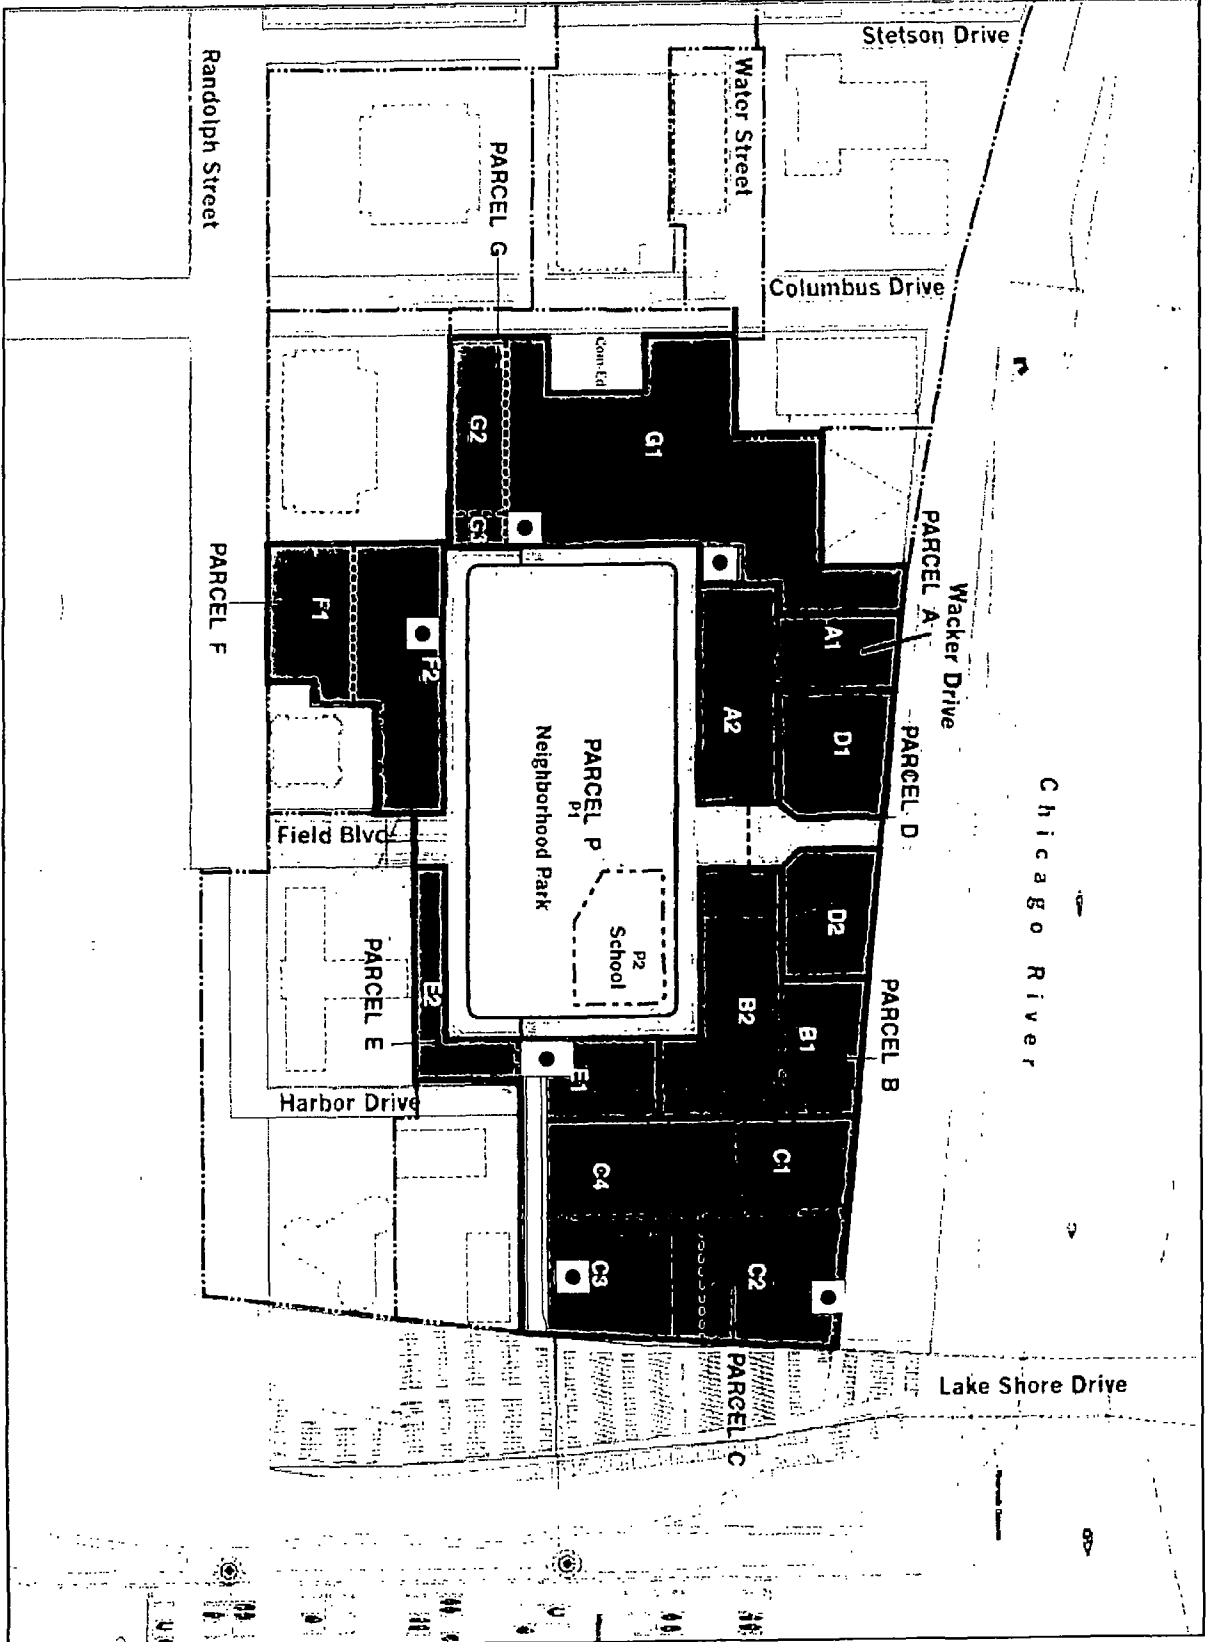 Stetson Drive
Randolph Street
Water Street
PARCEL G
Columbus Drive
Com-Ed
G2
G1
G3
PARCEL A
Wacker Drive
PARCEL F
F1
F2
A1
A2
D1
PARCEL D
PARCEL P
P1
Neighborhood Park
P2
School
Chicago River
Field Blvd
D2
PARCEL B
B2
B1
PARCEL E
E2
E1
Harbor Drive
C1
C4
C2
C3
PARCEL C
Lake Shore Drive